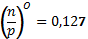 (n/p)^O = 0,127